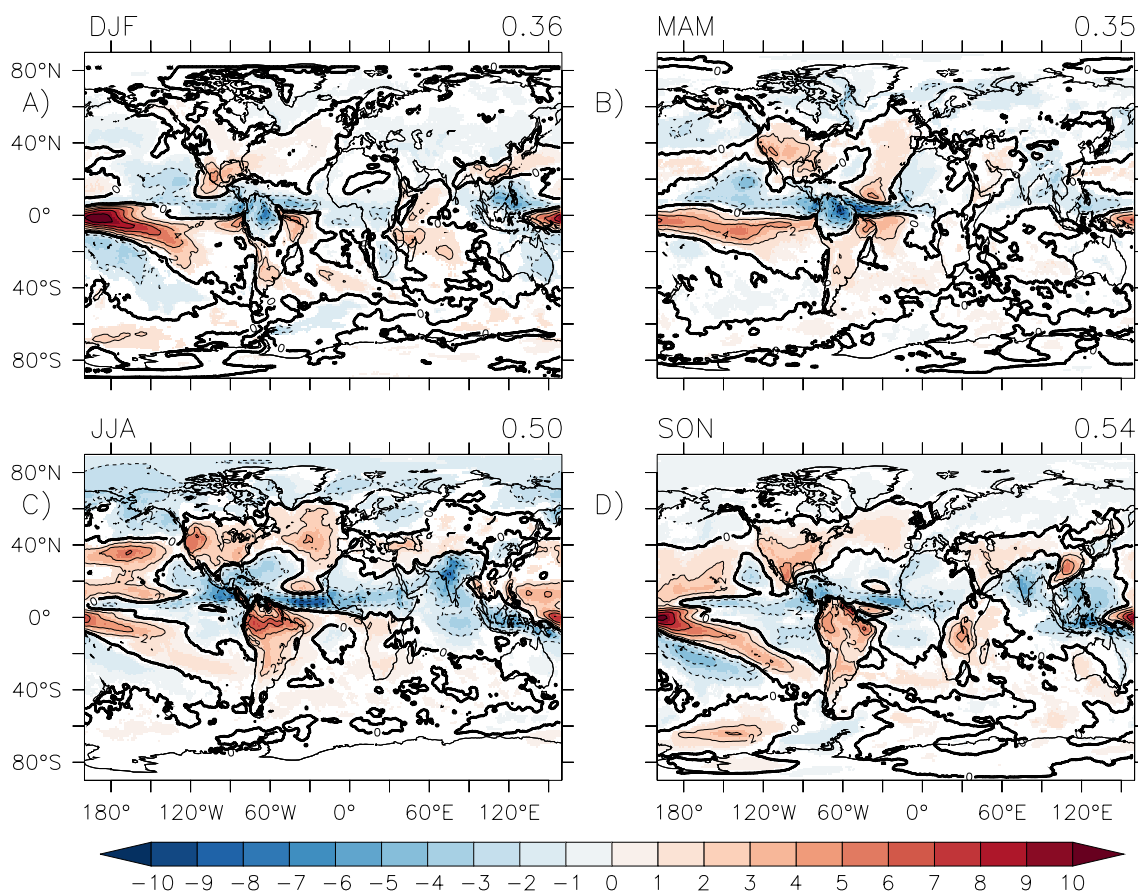 DJF 0.36
MAM 0.35
A)
B)
80°N
40°N
0°
40°S
80°S
JJA 0.50
SON 0.54
C)
D)
80°N
40°N
0°
40°S
80°S
180° 120°W 60°W 0° 60°E 120°E
180° 120°W 60°W 0° 60°E 120°E
−10 −9 −8 −7 −6 −5 −4 −3 −2 −1 0 1 2 3 4 5 6 7 8 9 10